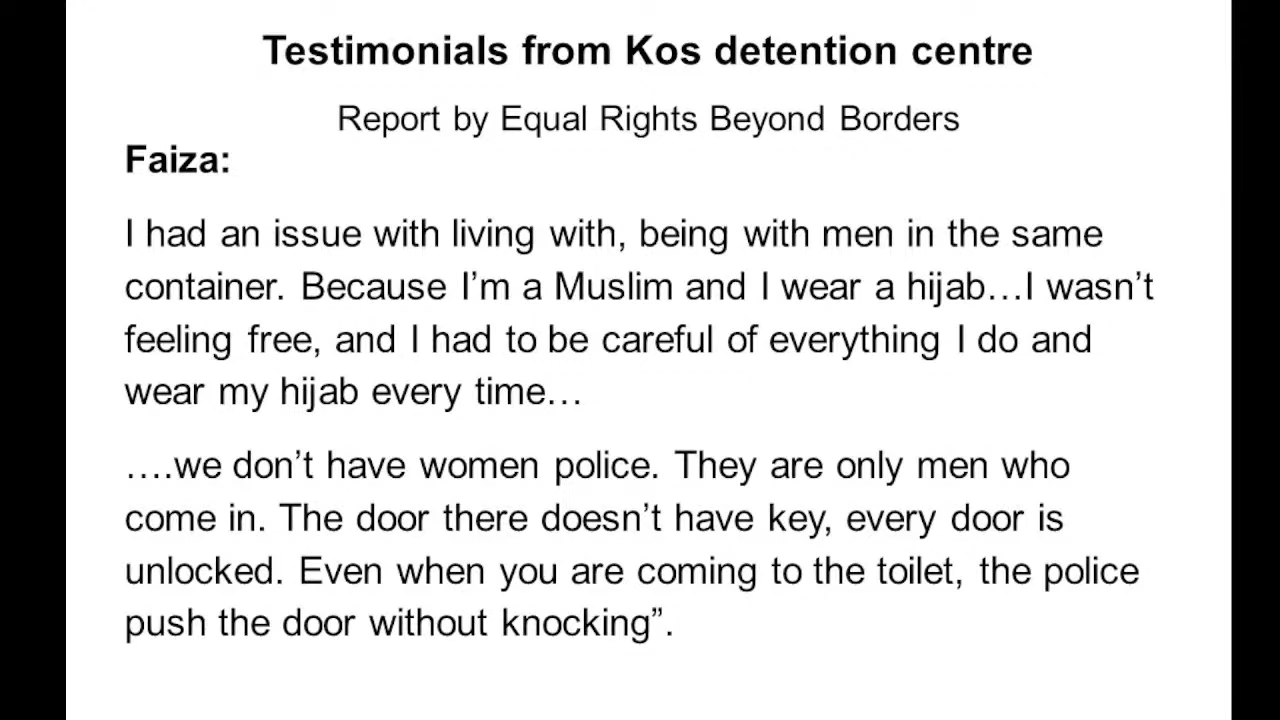 Testimonials from Kos detention centre
Report by Equal Rights Beyond Borders
Faiza:
I had an issue with living with, being with men in the same
container. Because I’m a Muslim and I wear a hijab…I wasn’t
feeling free, and I had to be careful of everything I do and
wear my hijab every time…
….we don’t have women police. They are only men who
come in. The door there doesn’t have key, every door is
unlocked. Even when you are coming to the toilet, the police
push the door without knocking”.